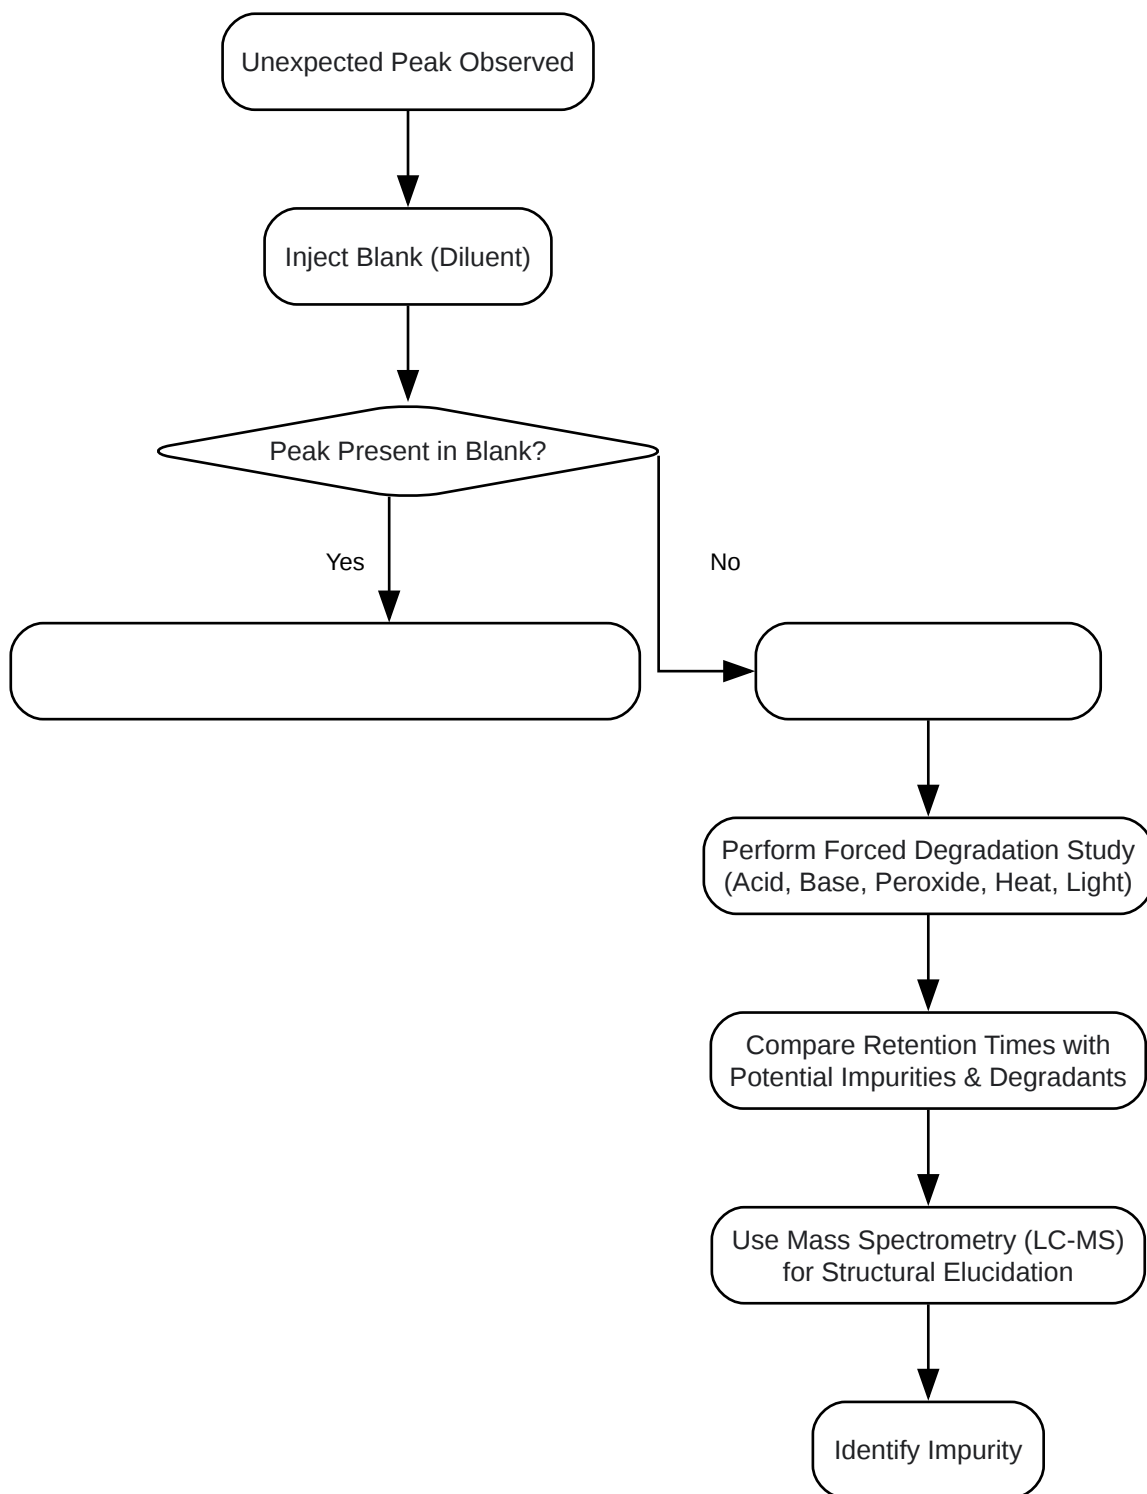 Unexpected Peak Observed
Inject Blank (Diluent)
Peak Present in Blank?
Yes
No
Perform Forced Degradation Study
(Acid, Base, Peroxide, Heat, Light)
Compare Retention Times with
Potential Impurities & Degradants
Use Mass Spectrometry (LC-MS)
for Structural Elucidation
Identify Impurity